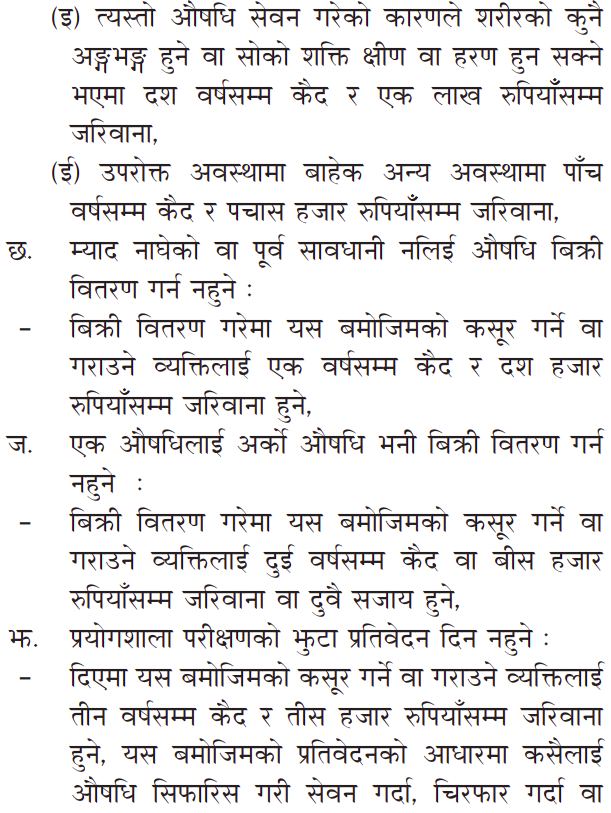 (इ) त्यस्तो औषधि सेवन गरेको कारणले शरीरको कुनै
अङ्गभङ्ग हुने वा सोको शक्ति क्षीण वा हरण हुन सक्ने
भएमा दश वर्षसम्म कैद र एक लाख रुपियाँसम्म
जरिवाना,
(ई) उपरोक्त अवस्थामा बाहेक अन्य अवस्थामा पाँच
वर्षसम्म कैद र पचास हजार रुपियाँसम्म जरिवाना,
छ. म्याद नाघेको वा पूर्व सावधानी नलिई औषधि बिक्री
वितरण गर्न नहुने :
– बिक्री वितरण गरेमा यस बमोजिमको कसूर गर्ने वा
गराउने व्यक्तिलाई एक वर्षसम्म कैद र दश हजार
रुपियाँसम्म जरिवाना हुने,
ज. एक औषधिलाई अर्को औषधि भनी बिक्री वितरण गर्न
नहुने :
– बिक्री वितरण गरेमा यस बमोजिमको कसूर गर्ने वा
गराउने व्यक्तिलाई दुई वर्षसम्म कैद वा बीस हजार
रुपियाँसम्म जरिवाना वा दुवै सजाय हुने,
झ. प्रयोगशाला परीक्षणको झुटा प्रतिवेदन दिन नहुने :
– दिएमा यस बमोजिमको कसूर गर्ने वा गराउने व्यक्तिलाई
तीन वर्षसम्म कैद र तीस हजार रुपियाँसम्म जरिवाना
हुने, यस बमोजिमको प्रतिवेदनको आधारमा कसैलाई
औषधि सिफारिस गरी सेवन गर्दा, चिरफार गर्दा वा